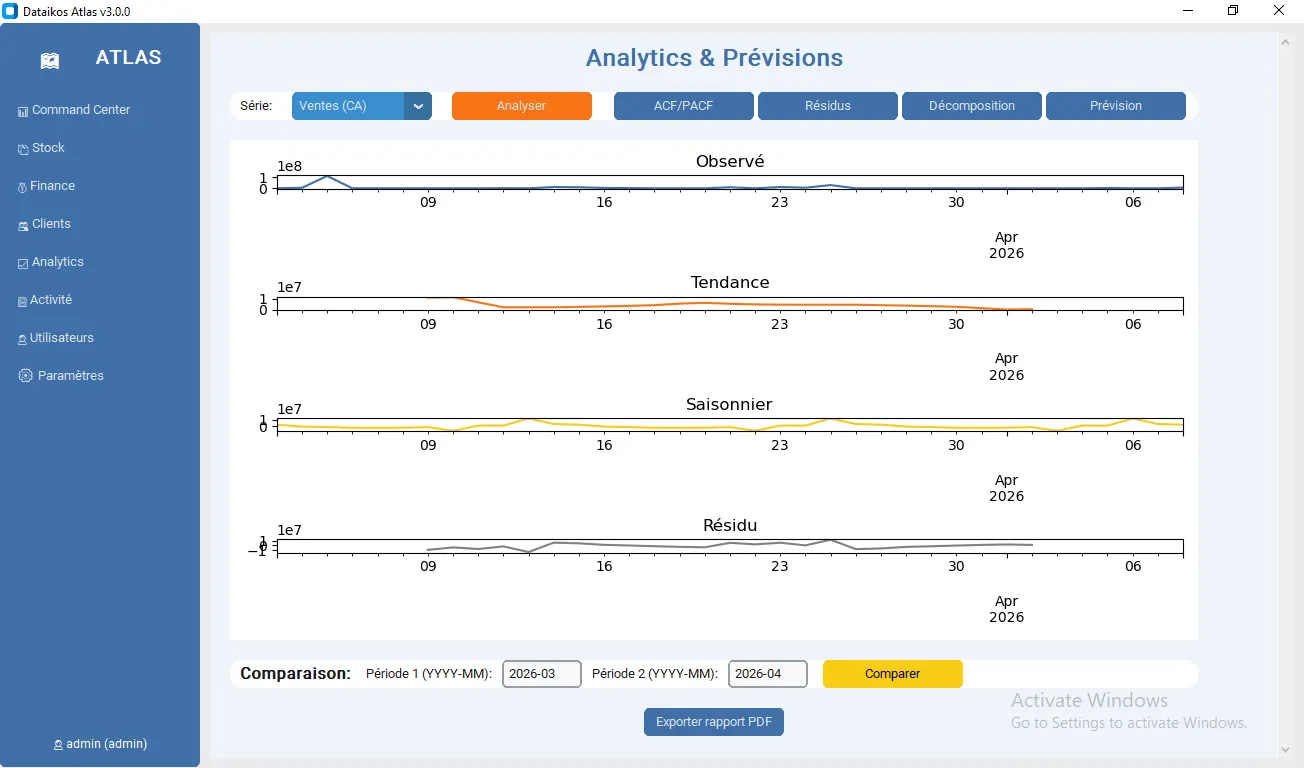 Dataikos Atlas v3.0.0
ATLAS
Command Center
Stock
Finance
Clients
Analytics
Activité
Utilisateurs
Paramètres
admin (admin)
Analytics & Prévisions
Série: Ventes (CA) Analyser ACF/PACF Résidus Décomposition Prévision
Observé
1e8
1
0
09 16 23 30 06
Apr
2026
Tendance
1e7
1
0
09 16 23 30 06
Apr
2026
Saisonnier
1e7
1
0
09 16 23 30 06
Apr
2026
Résidu
1e7
1
0
−1
09 16 23 30 06
Apr
2026
Comparaison: Période 1 (YYYY-MM): 2026-03 Période 2 (YYYY-MM): 2026-04 Comparer
Exporter rapport PDF
Activate Windows
Go to Settings to activate Windows.